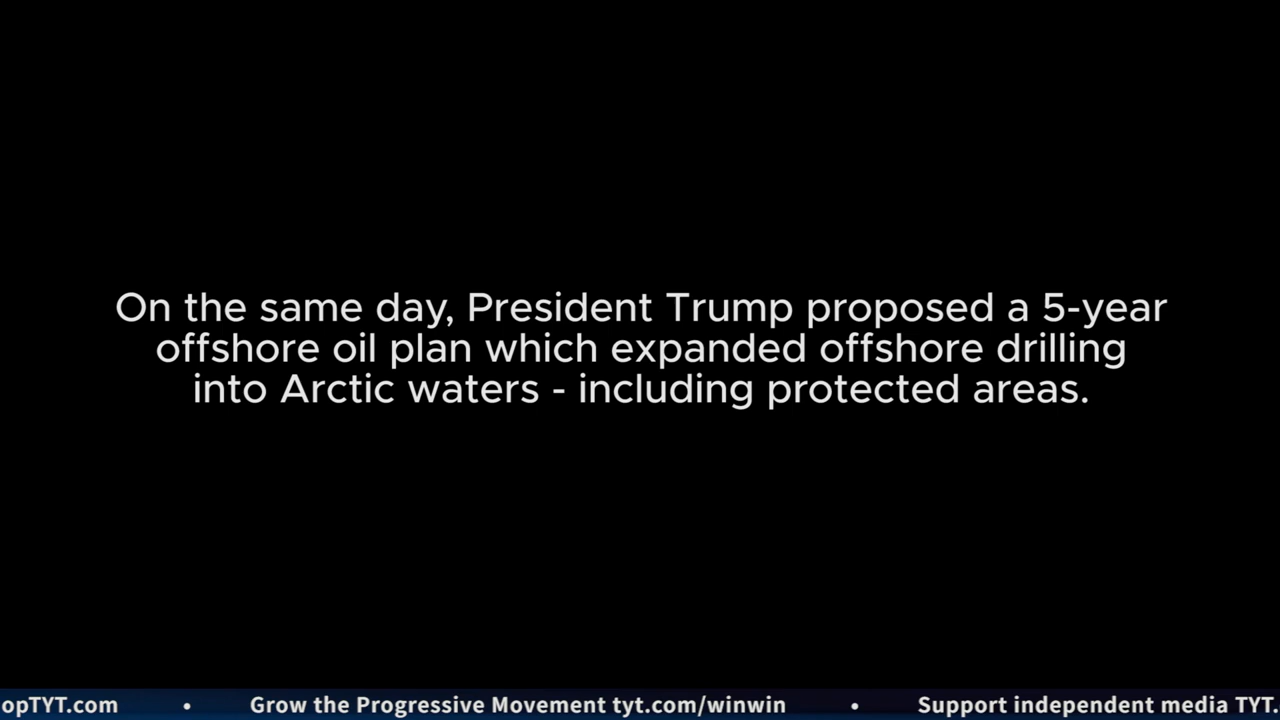 On the same day, President Trump proposed a 5-year
offshore oil plan which expanded offshore drilling
into Arctic waters - including protected areas.
opTYT.com • Grow the Progressive Movement tyt.com/winwin • Support independent media TYT.